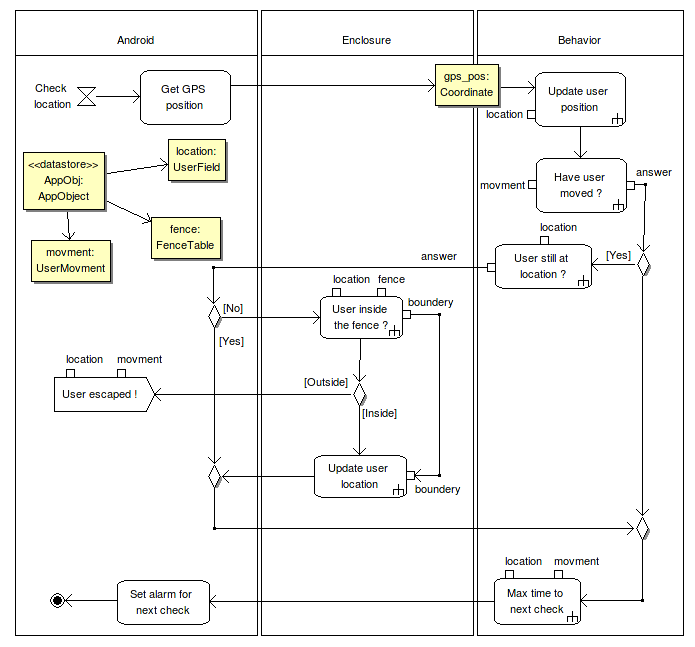 Android
Enclosure
Behavior
Check
location
Get GPS
position
gps_pos:
Coordinate
Update user
position
location
<<datastore>>
AppObj:
AppObject
location:
UserField
fence:
FenceTable
movment:
UserMovment
movment
Have user
moved ?
answer
location
User still at
location ?
[Yes]
answer
[No]
[Yes]
location
fence
User inside
the fence ?
boundery
location
movment
User escaped !
[Outside]
[Inside]
Update user
location
boundery
location
movment
Max time to
next check
Set alarm for
next check